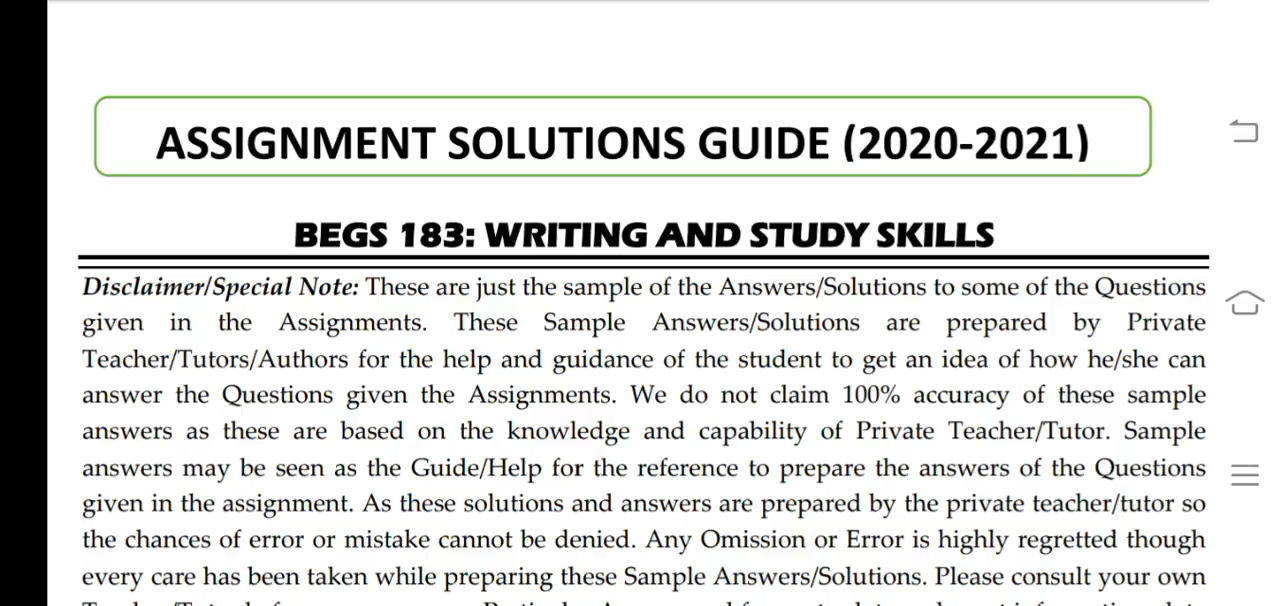 ASSIGNMENT SOLUTIONS GUIDE (2020-2021)
BEGS 183: WRITING AND STUDY SKILLS
Disclaimer/Special Note: These are just the sample of the Answers/Solutions to some of the Questions
given in the Assignments. These Sample Answers/Solutions are prepared by Private
Teacher/Tutors/Authors for the help and guidance of the student to get an idea of how he/she can
answer the Questions given the Assignments. We do not claim 100% accuracy of these sample
answers as these are based on the knowledge and capability of Private Teacher/Tutor. Sample
answers may be seen as the Guide/Help for the reference to prepare the answers of the Questions
given in the assignment. As these solutions and answers are prepared by the private teacher/tutor so
the chances of error or mistake cannot be denied. Any Omission or Error is highly regretted though
every care has been taken while preparing these Sample Answers/Solutions. Please consult your own